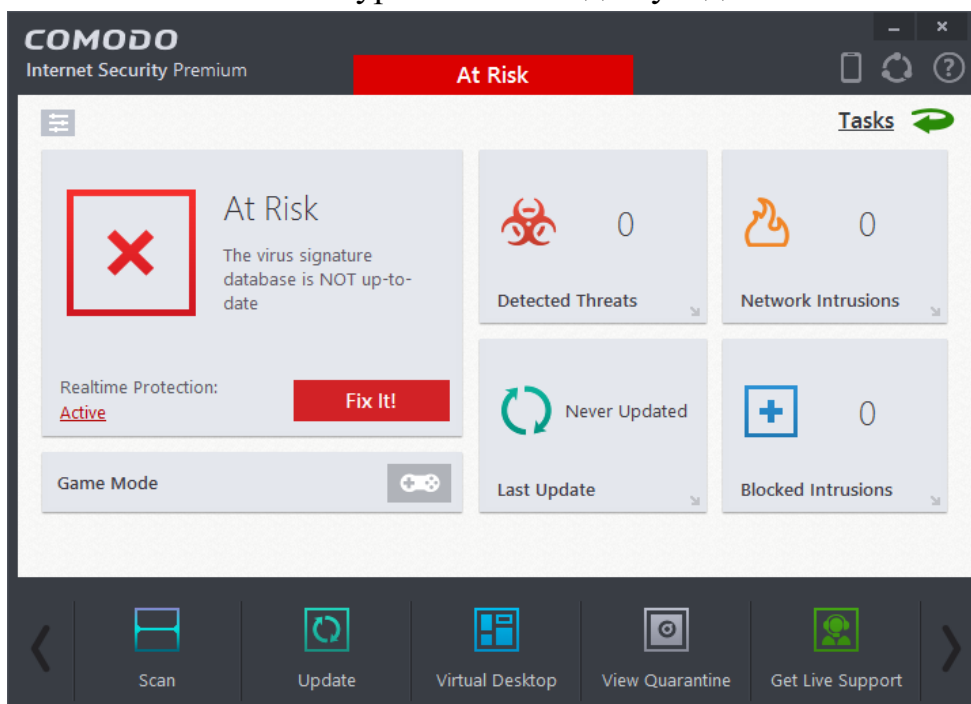 COMODO
Internet Security Premium
At Risk
Tasks
At Risk
The virus signature
database is NOT up-to-
date
Realtime Protection:
Active
Fix It!
Game Mode
0
Detected Threats
0
Network Intrusions
Never Updated
Last Update
0
Blocked Intrusions
Scan
Update
Virtual Desktop
View Quarantine
Get Live Support